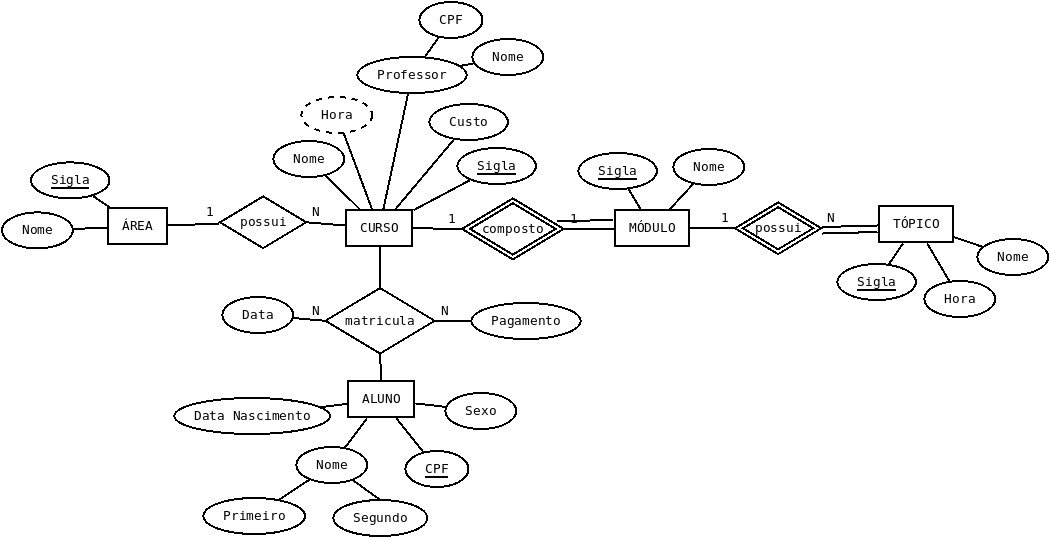 CPF
Nome
Professor
Hora
Custo
Nome
Sigla
Sigla
Nome
Sigla
Nome
ÁREA
1
possui
N
CURSO
1
composto
1
MÓDULO
1
possui
N
TÓPICO
Nome
Sigla
Hora
Data
N
matricula
N
Pagamento
ALUNO
Data Nascimento
Sexo
Nome
CPF
Primeiro
Segundo